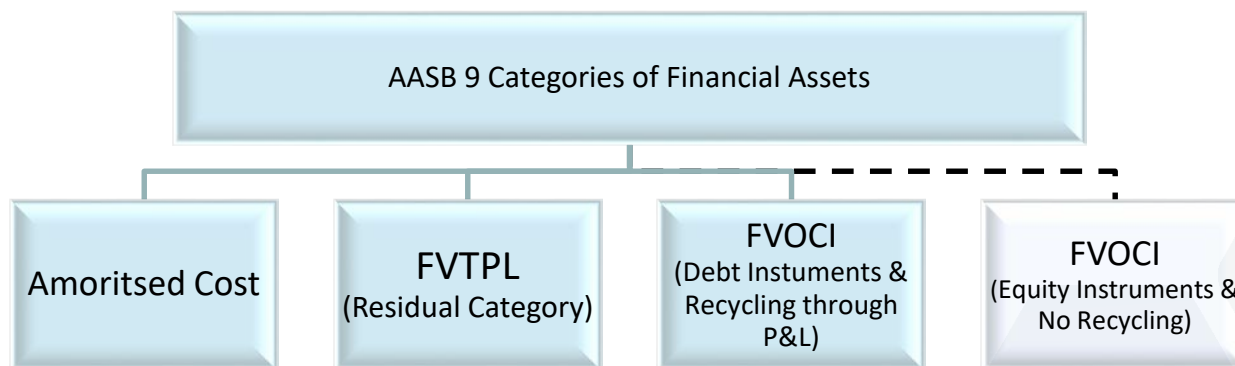 AASB 9 Categories of Financial Assets
Amoritsed Cost
FVTPL
(Residual Category)
FVOCI
(Debt Instuments &
Recycling through
P&L)
FVOCI
(Equity Instruments &
No Recycling)